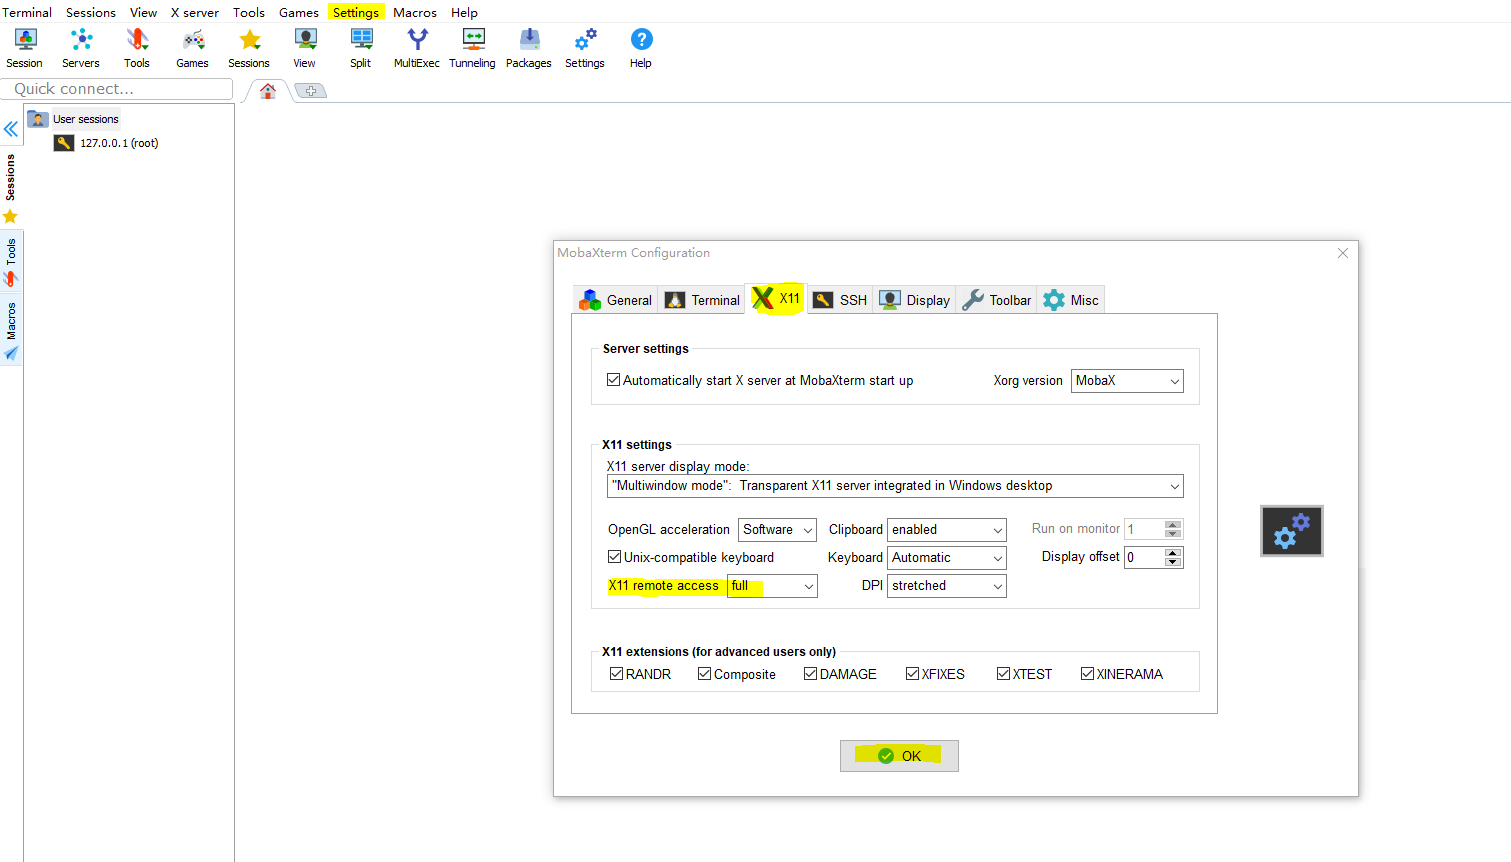 Terminal Sessions View X server Tools Games Settings Macros Help
Session Servers Tools Games Sessions View Split MultiExec Tunneling Packages Settings Help
Quick connect...
User sessions
127.0.0.1 (root)
Sessions
Tools
Macros
MobaXterm Configuration
General Terminal X11 SSH Display Toolbar Misc
Server settings
Automatically start X server at MobaXterm start up Xorg version MobaX
X11 settings
X11 server display mode:
"Multiwindow mode": Transparent X11 server integrated in Windows desktop
OpenGL acceleration Software Clipboard enabled Run on monitor 1
Unix-compatible keyboard Keyboard Automatic Display offset 0
X11 remote access full DPI stretched
X11 extensions (for advanced users only)
RANDR Composite DAMAGE XFIXES XTEST XINERAMA
OK